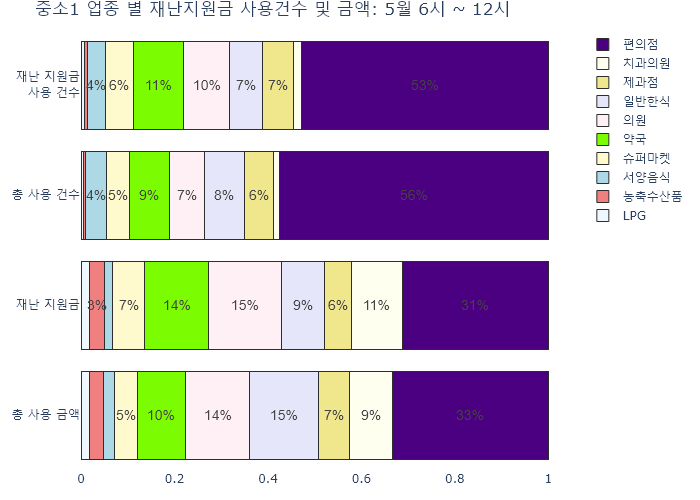 중소1 업종 별 재난지원금 사용건수 및 금액: 5월 6시 ~ 12시
재난 지원금
사용 건수
4%
6%
11%
10%
7%
7%
53%
총 사용 건수
4%
5%
9%
7%
8%
6%
56%
재난 지원금
3%
7%
14%
15%
9%
6%
11%
31%
총 사용 금액
5%
10%
14%
15%
7%
9%
33%
0
0.2
0.4
0.6
0.8
1
편의점
치과의원
제과점
일반한식
의원
약국
슈퍼마켓
서양음식
농축수산품
LPG